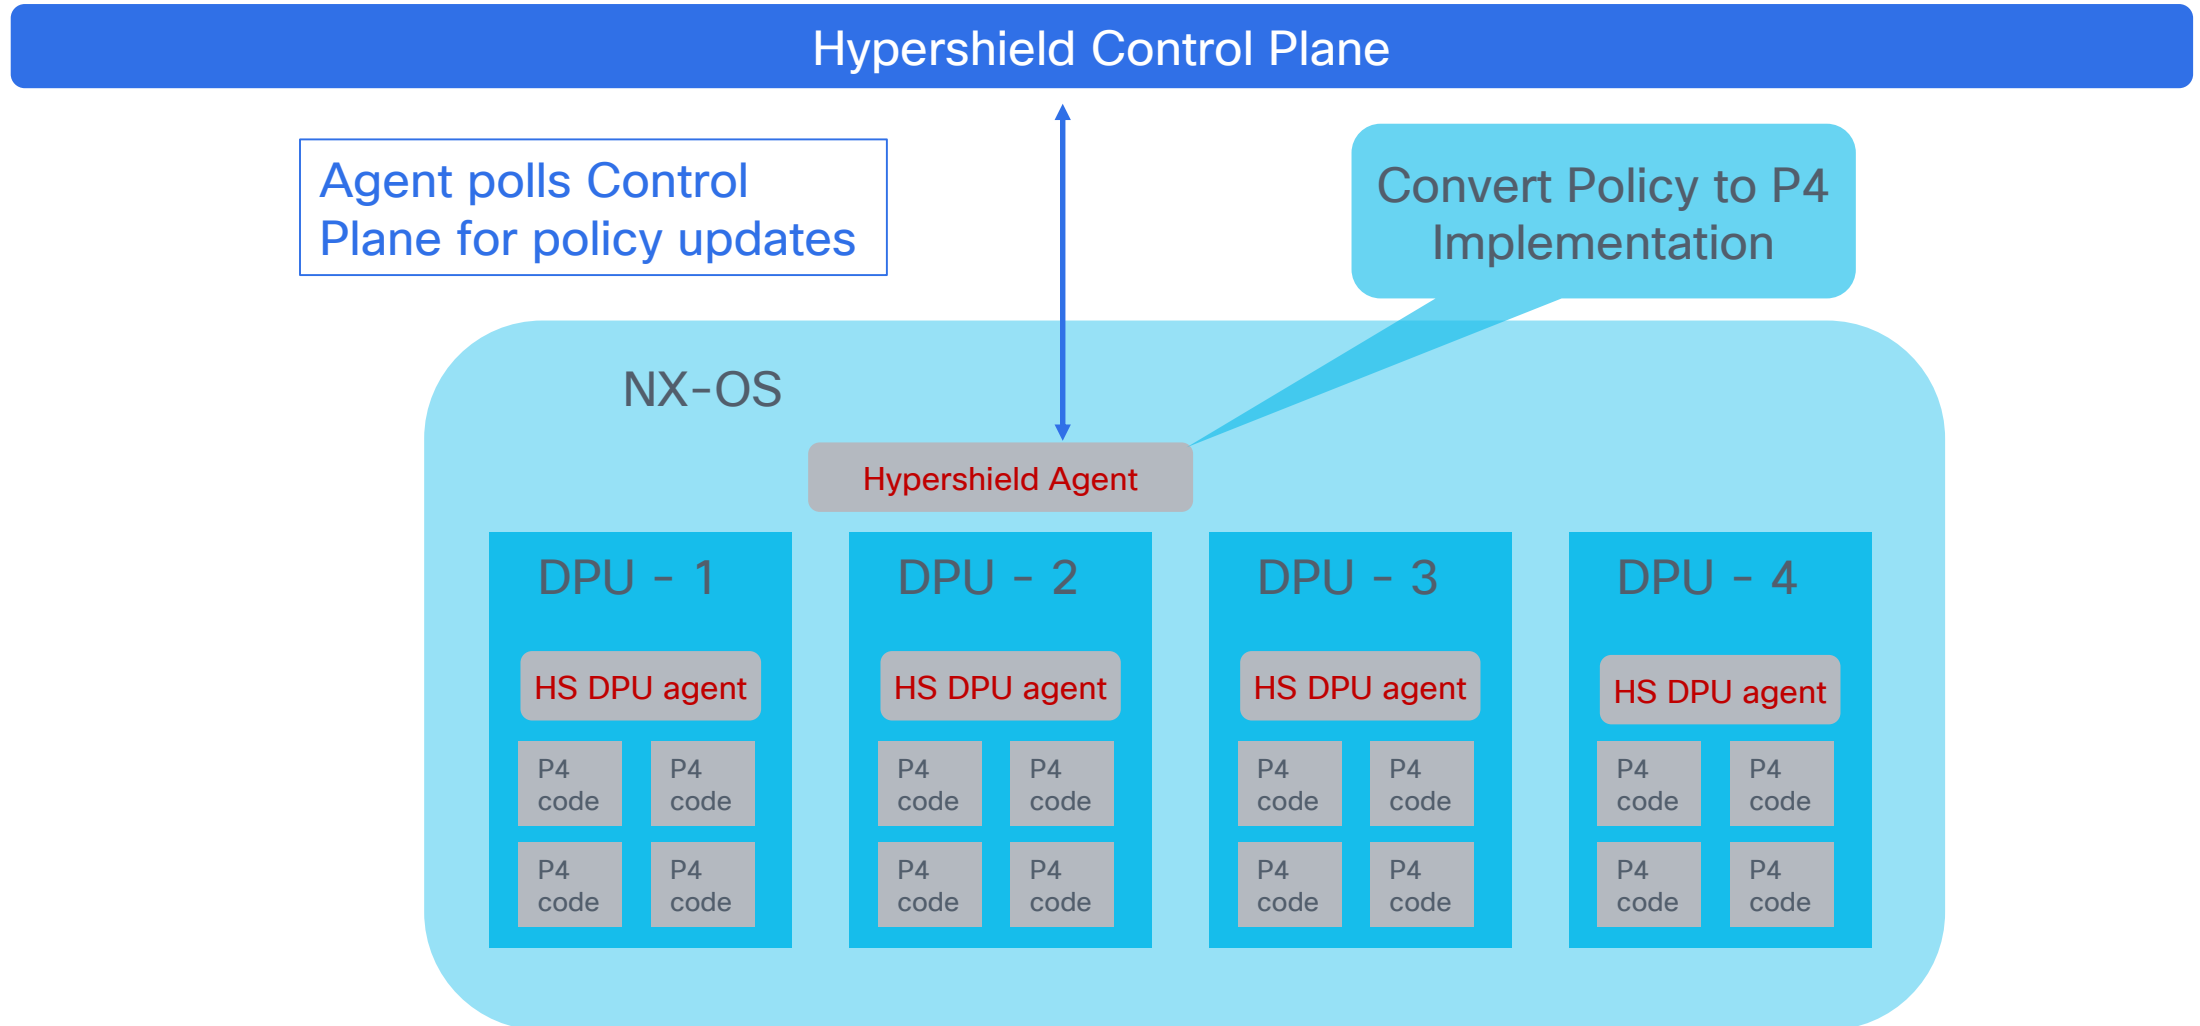 Hypershield Control Plane
Agent polls Control
Plane for policy updates
Convert Policy to P4
Implementation
NX-OS
Hypershield Agent
DPU - 1
HS DPU agent
P4
code
P4
code
P4
code
P4
code
DPU - 2
HS DPU agent
P4
code
P4
code
P4
code
P4
code
DPU - 3
HS DPU agent
P4
code
P4
code
P4
code
P4
code
DPU - 4
HS DPU agent
P4
code
P4
code
P4
code
P4
code